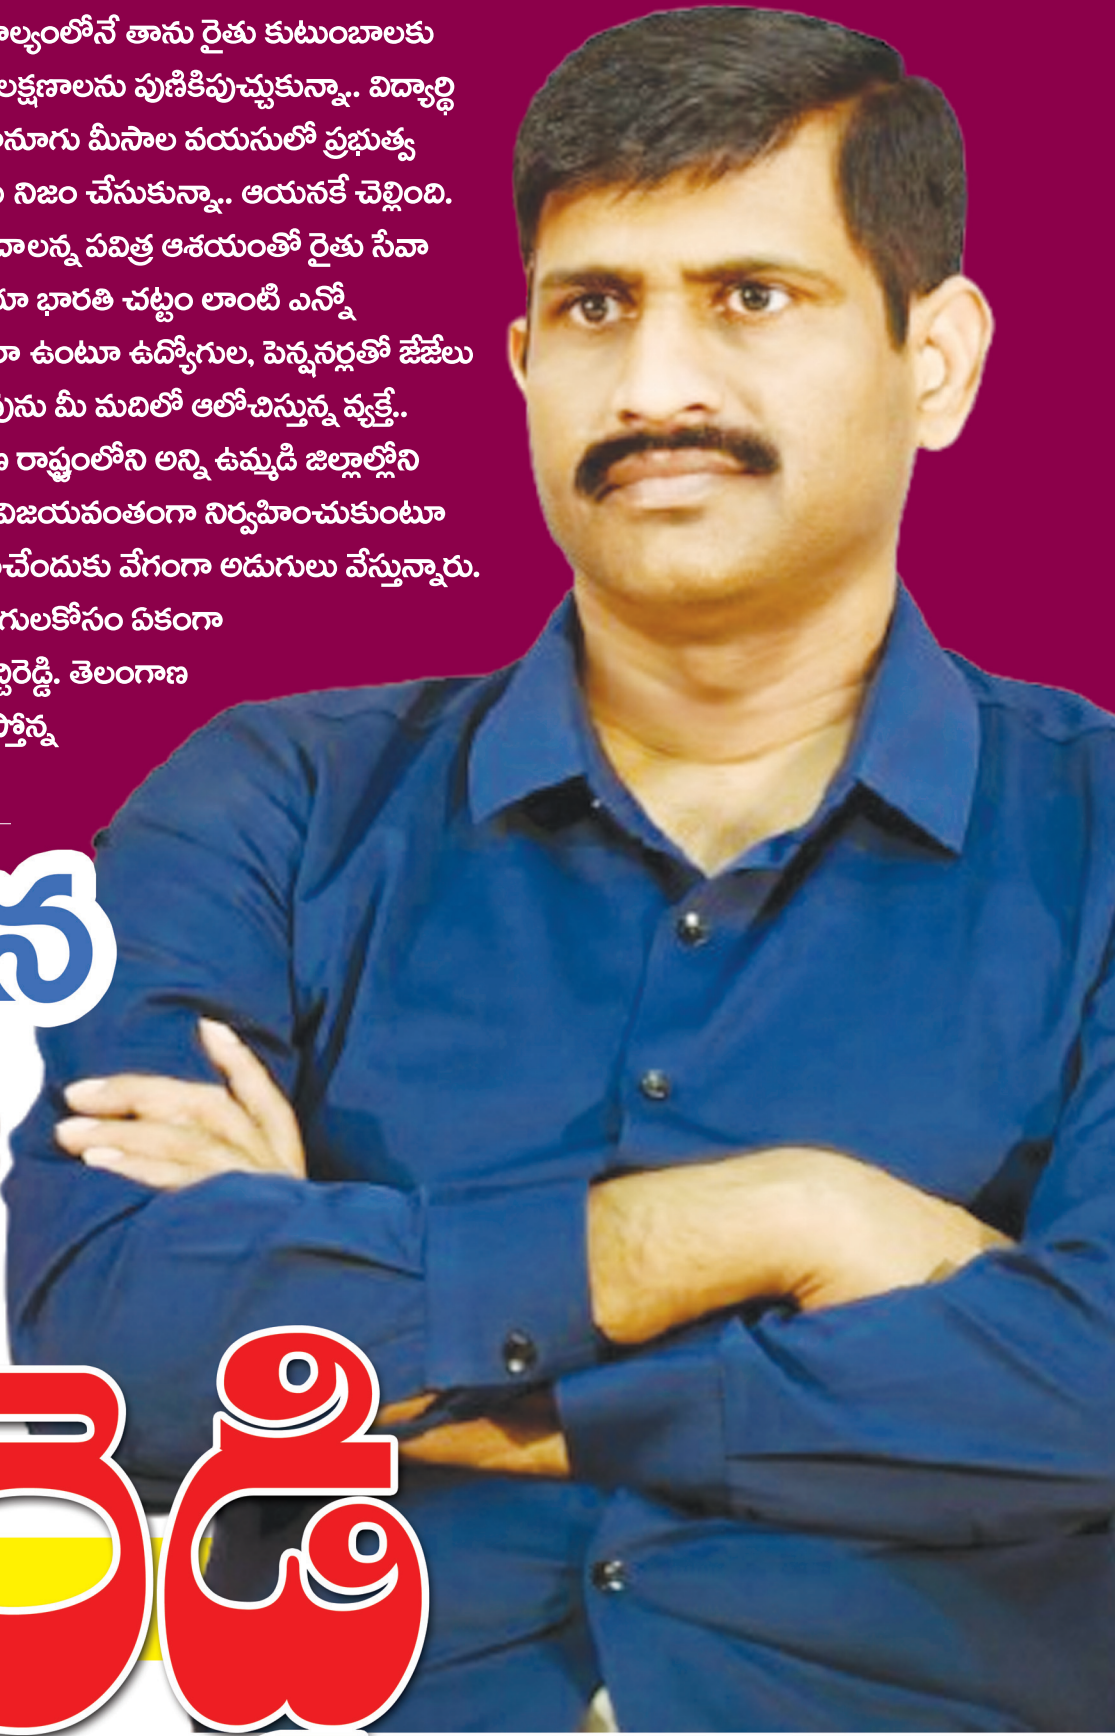 ల్యంలోనే తాను రైతు కుటుంబాలకు
లక్షణాలను పుణికిపుచ్చుకున్నా.. విద్యార్థి
నూగు మీసాల వయసులో ప్రభుత్వ
నిజం చేసుకున్నా.. ఆయనకే చెల్లింది.
చాలన్న పవిత్ర ఆశయంతో రైతు సేవా
భారతి చట్టం లాంటి ఎన్నో
ఉంటూ ఉద్యోగుల, పెన్షనర్లతో జేజేలు
మీ మదిలో ఆలోచిస్తున్న వ్యక్తే..
రాష్ట్రంలోని అన్ని ఉమ్మడి జిల్లాల్లోని
విజయవంతంగా నిర్వహించుకుంటూ
చేందుకు వేగంగా అడుగులు వేస్తున్నారు.
గులకోసం ఏకంగా
చ్చిరెడ్డి. తెలంగాణ
స్తోన్న
న
రెడ్డి